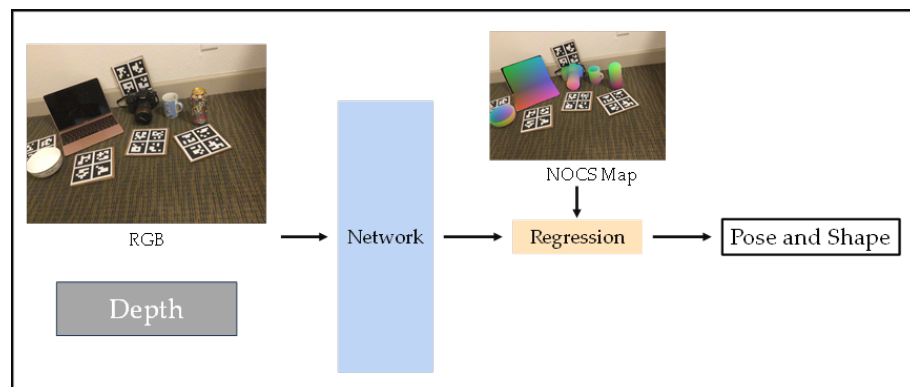 RGB
Depth
Network
NOCS Map
Regression
Pose and Shape